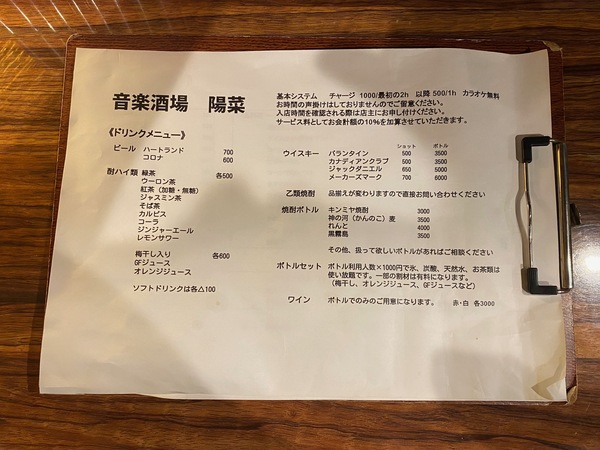 音楽酒場 陽菜
基本システム チャージ 1000/最初の2h 以降 500/1h カラオケ無料
お時間の声掛けはしておりませんのでご留意ください。
入店時間を確認される際は店主にお申し付けください。
サービス料としてお会計額の10%を加算させていただきます。
《ドリンクメニュー》
ビール ハートランド 700
コロナ 600
酎ハイ類 緑茶 各500
ウーロン茶
紅茶(加糖・無糖)
ジャスミン茶
そば茶
カルピス
コーラ
ジンジャーエール
レモンサワー
梅干し入り 各600
GFジュース
オレンジジュース
ソフトドリンクは各△100
ショット ボトル
ウイスキー バランタイン 500 3500
カナディアンクラブ 500 3500
ジャックダニエル 650 5000
メーカーズマーク 700 6000
乙類焼酎 品揃えが変わりますので直接お問い合わせください
焼酎ボトル キンミヤ焼酎 3000
神の河(かんのこ)麦 3500
れんと 4000
黒霧島 3500
その他、扱って欲しいボトルがあればご相談ください
ボトルセット ボトル利用人数×1000円で氷、炭酸、天然水、お茶類は
使い放題です。一部の割材は有料になります。
(梅干し、オレンジジュース、GFジュースなど)
ワイン ボトルでのみのご用意になります。 赤・白 各3000